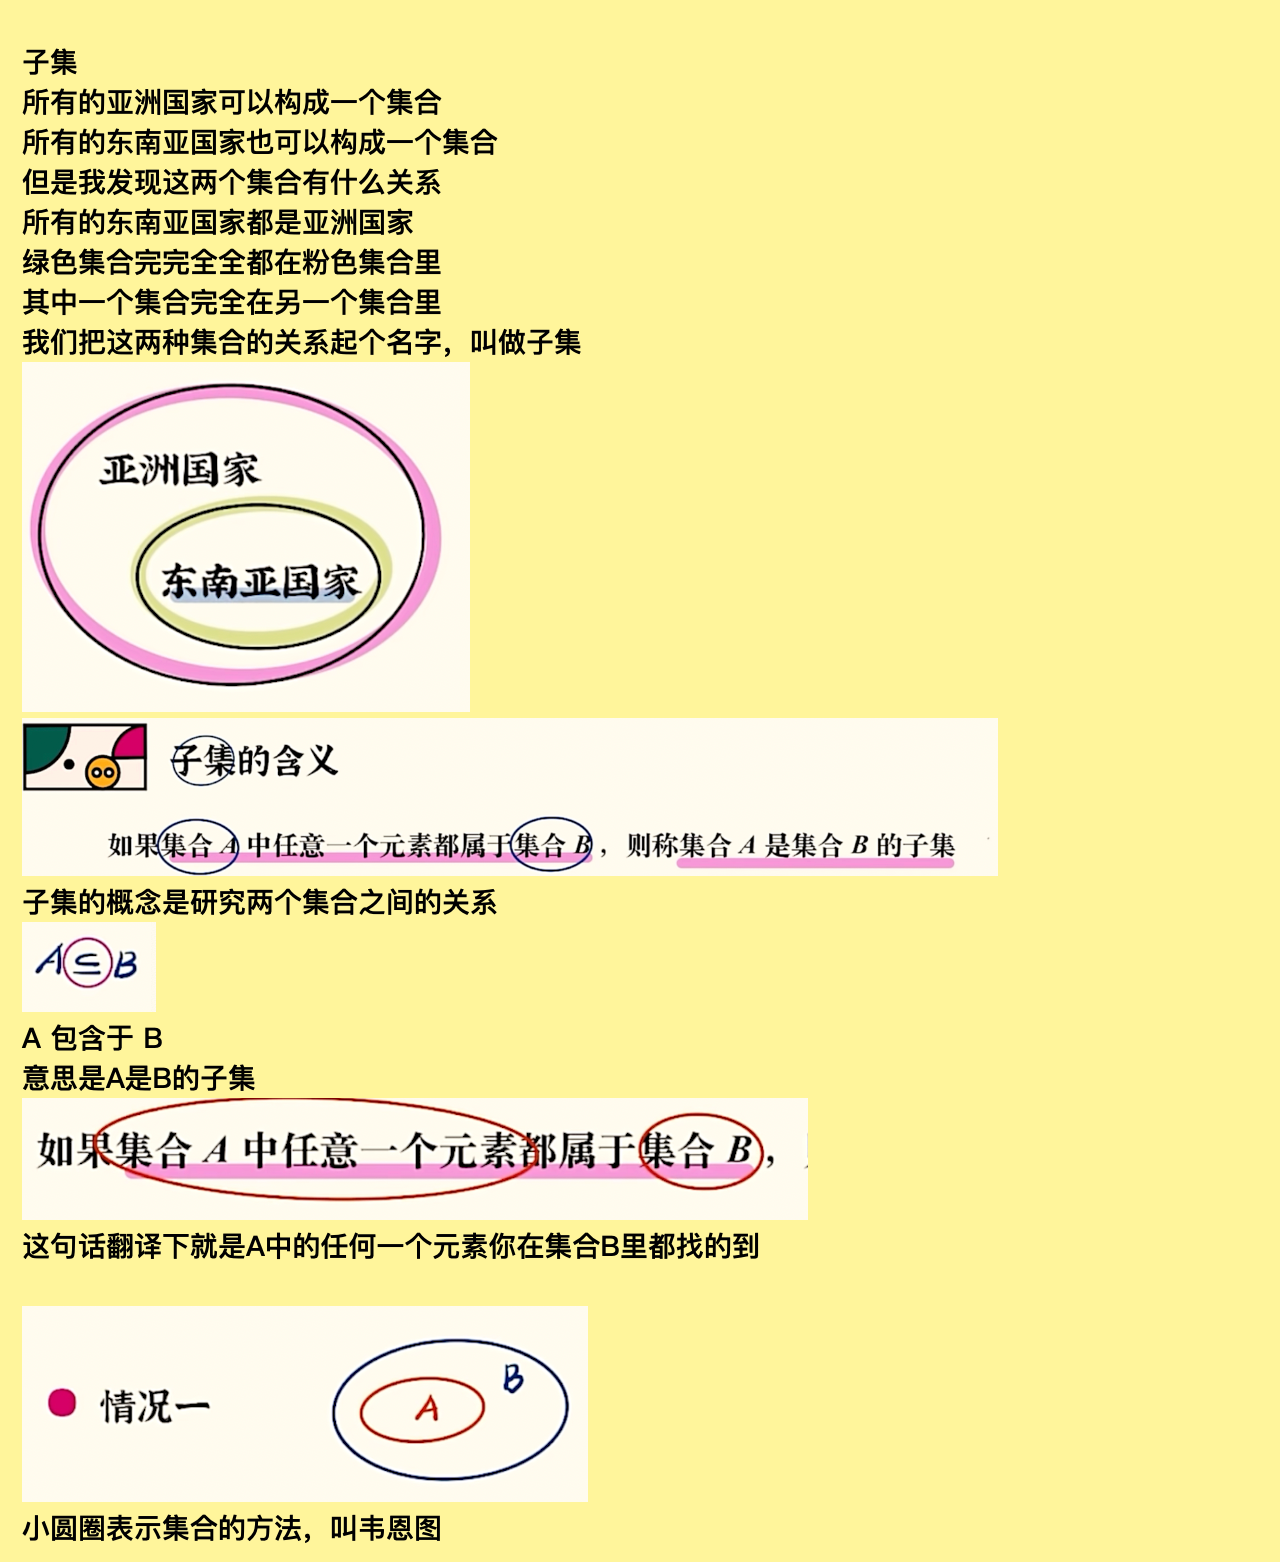 子集
所有的亚洲国家可以构成一个集合
所有的东南亚国家也可以构成一个集合
但是我发现这两个集合有什么关系
所有的东南亚国家都是亚洲国家
绿色集合完完全全都在粉色集合里
其中一个集合完全在另一个集合里
我们把这两种集合的关系起个名字，叫做子集
亚洲国家
东南亚国家
子集的含义
如果集合 A 中任意一个元素都属于集合 B ，则称集合 A 是集合 B 的子集
子集的概念是研究两个集合之间的关系
A⊆B
A 包含于 B
意思是A是B的子集
如果集合 A 中任意一个元素都属于集合 B ，
这句话翻译下就是A中的任何一个元素你在集合B里都找的到
B
情况一 A
小圆圈表示集合的方法，叫韦恩图